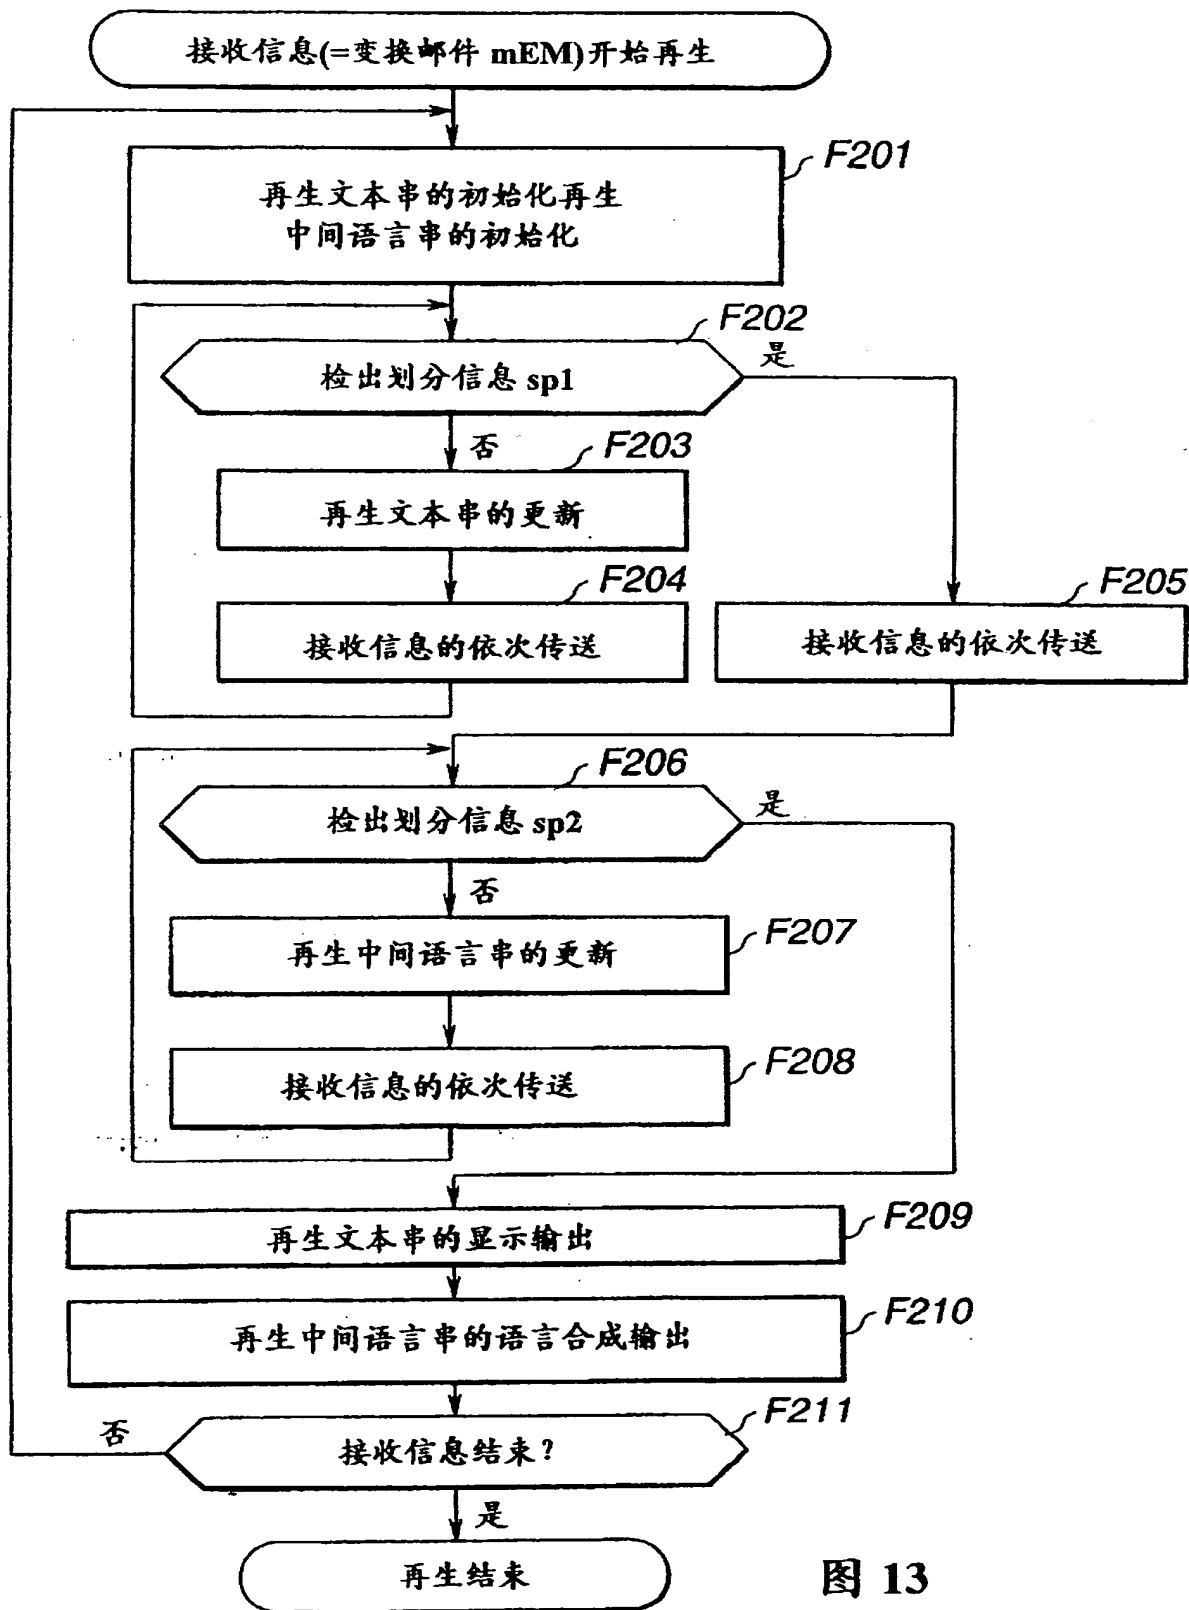 接收信息(=变换邮件 mEM)开始再生
F201
再生文本串的初始化再生
中间语言串的初始化
F202
是
检出划分信息 sp1
否
F203
再生文本串的更新
F204
接收信息的依次传送
F205
接收信息的依次传送
F206
是
检出划分信息 sp2
否
F207
再生中间语言串的更新
F208
接收信息的依次传送
F209
再生文本串的显示输出
F210
再生中间语言串的语言合成输出
F211
否
接收信息结束？
是
再生结束
图 13